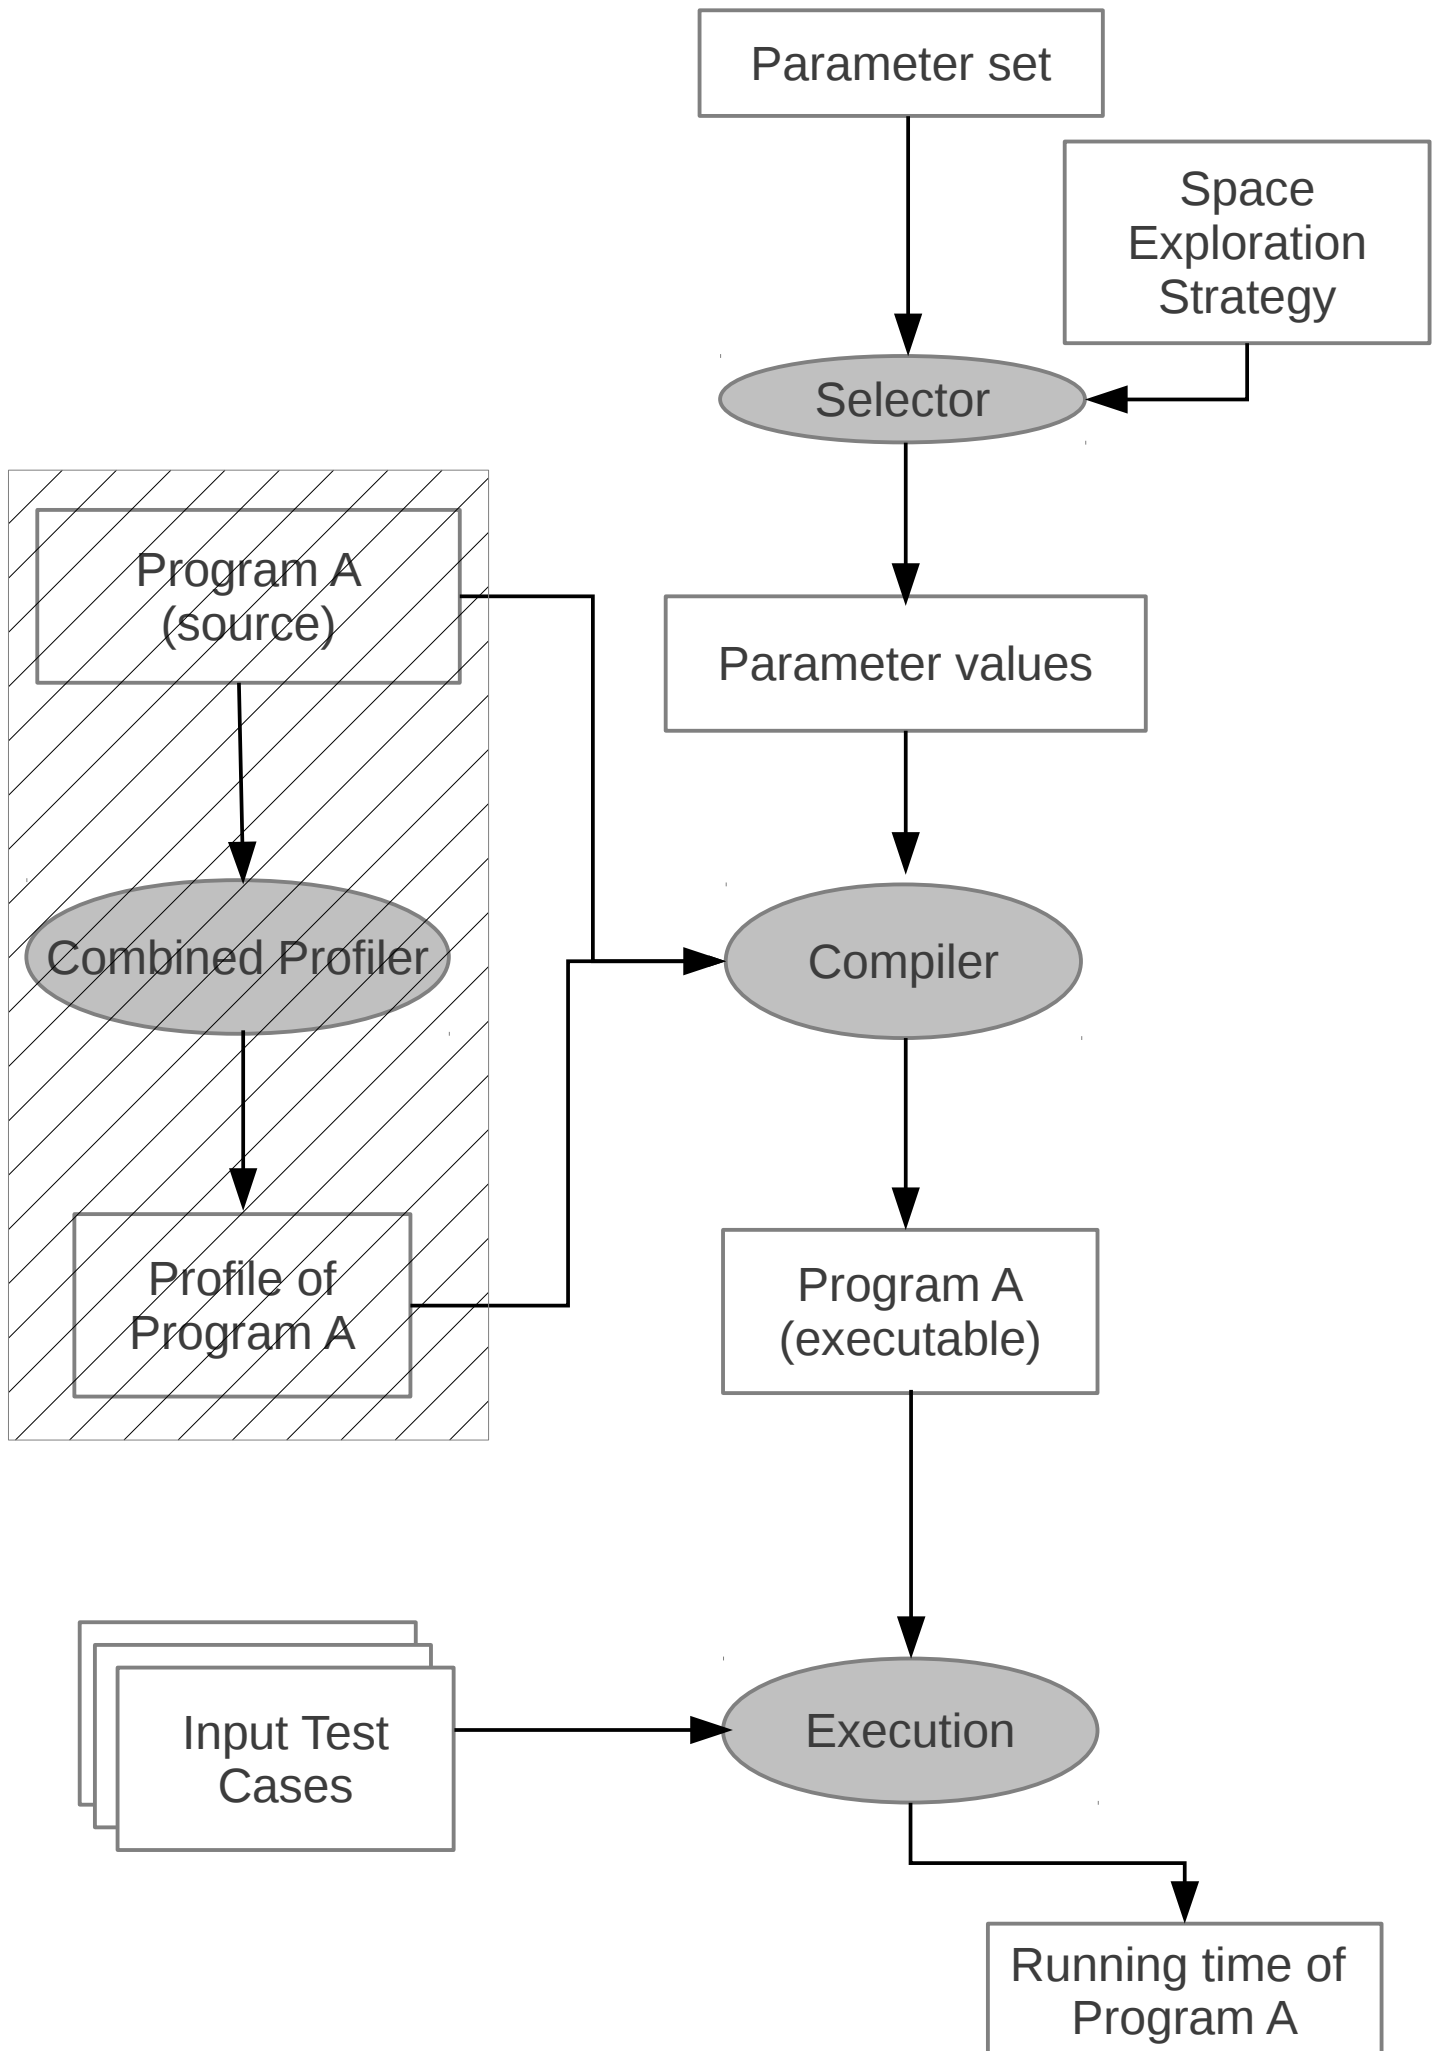 Parameter set
Space
Exploration
Strategy
Selector
Program A
(source)
Parameter values
Combined Profiler
Compiler
Profile of
Program A
Program A
(executable)
Input Test
Cases
Execution
Running time of
Program A